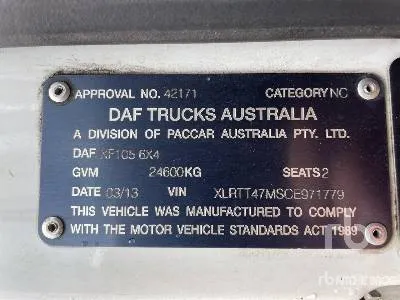 APPROVAL NO. 42171 CATEGORY NC
DAF TRUCKS AUSTRALIA
A DIVISION OF PACCAR AUSTRALIA PTY. LTD.
DAF XF105 6X4
GVM 24600KG SEATS 2
DATE 03/13 VIN XLRTT47MSCE971779
THIS VEHICLE WAS MANUFACTURED TO COMPLY
WITH THE MOTOR VEHICLE STANDARDS ACT 1989